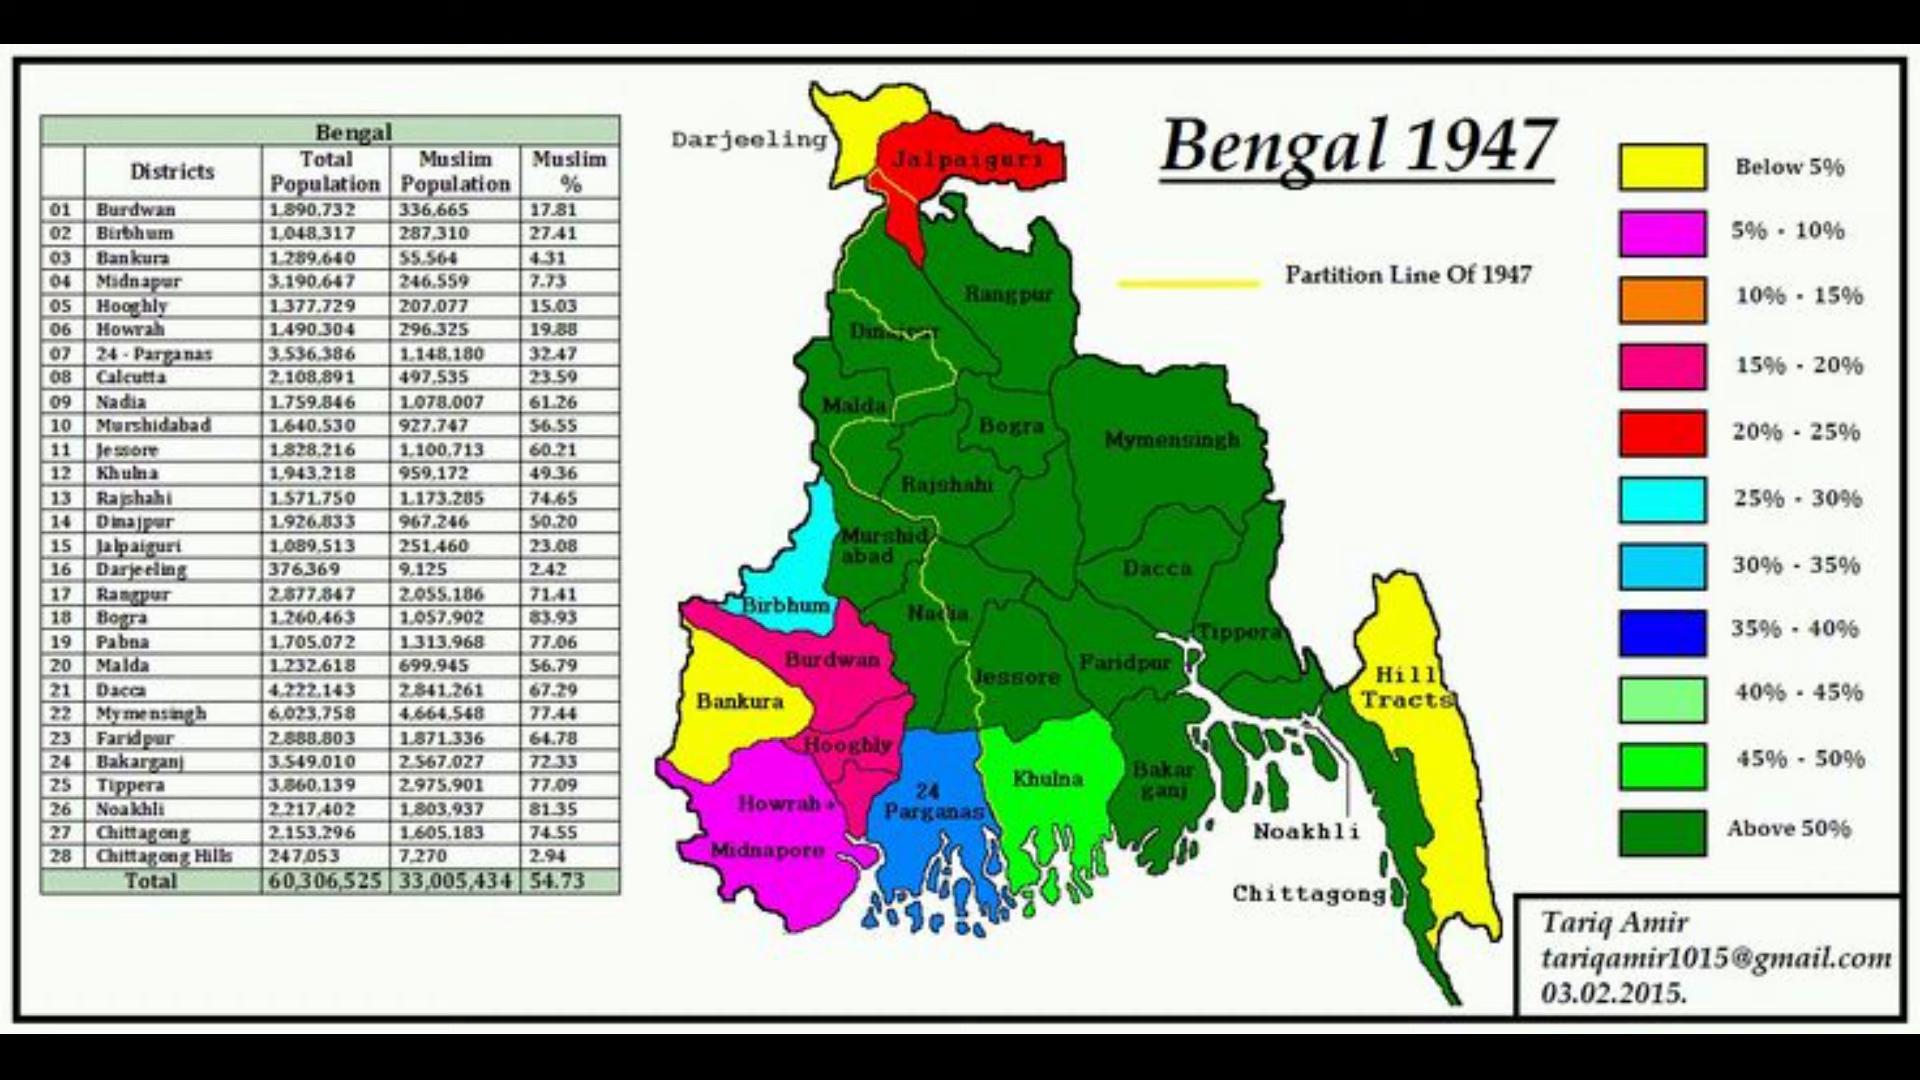 Bengal
Districts Total Population Muslim Population Muslim %
01 Burdwan 1,890,732 336,665 17.81
02 Birbhum 1,048,317 287,310 27.41
03 Bankura 1,289,640 55,564 4.31
04 Midnapur 3,190,647 246,559 7.73
05 Hooghly 1,377,729 207,077 15.03
06 Howrah 1,490,304 296,325 19.88
07 24 - Parganas 3,536,386 1,148,180 32.47
08 Calcutta 2,108,891 497,535 23.59
09 Nadia 1,759,846 1,078,007 61.26
10 Murshidabad 1,640,530 927,747 56.55
11 Jessore 1,828,216 1,100,713 60.21
12 Khulna 1,943,218 959,172 49.36
13 Rajshahi 1,571,750 1,173,285 74.65
14 Dinajpur 1,926,833 967,246 50.20
15 Jalpaiguri 1,089,513 251,460 23.08
16 Darjeeling 376,369 9,125 2.42
17 Rangpur 2,877,847 2,055,186 71.41
18 Bogra 1,260,463 1,057,902 83.93
19 Pabna 1,705,072 1,313,968 77.06
20 Malda 1,232,618 699,945 56.79
21 Dacca 4,222,143 2,841,261 67.29
22 Mymensingh 6,023,758 4,664,548 77.44
23 Faridpur 2,888,803 1,871,336 64.78
24 Bakarganj 3,549,010 2,567,027 72.33
25 Tippera 3,860,139 2,975,901 77.09
26 Noakhli 2,217,402 1,803,937 81.35
27 Chittagong 2,153,296 1,605,183 74.55
28 Chittagong Hills 247,053 7,270 2.94
Total 60,306,525 33,005,434 54.73
Bengal 1947
Partition Line Of 1947
Darjeeling
Jalpaiguri
Rangpur
Dinajpur
Malda
Bogra
Mymensingh
Rajshahi
Murshid
abad
Dacca
Birbhum
Nadia
Tippera
Burdwan
Faridpur
Jessore
Bankura
Hill
Tracts
Hooghly
Khulna
Bakar
ganj
24
Parganas
Howrah
Midnapore
Noakhli
Chittagong
Below 5%
5% - 10%
10% - 15%
15% - 20%
20% - 25%
25% - 30%
30% - 35%
35% - 40%
40% - 45%
45% - 50%
Above 50%
Tariq Amir
tariqamir1015@gmail.com
03.02.2015.